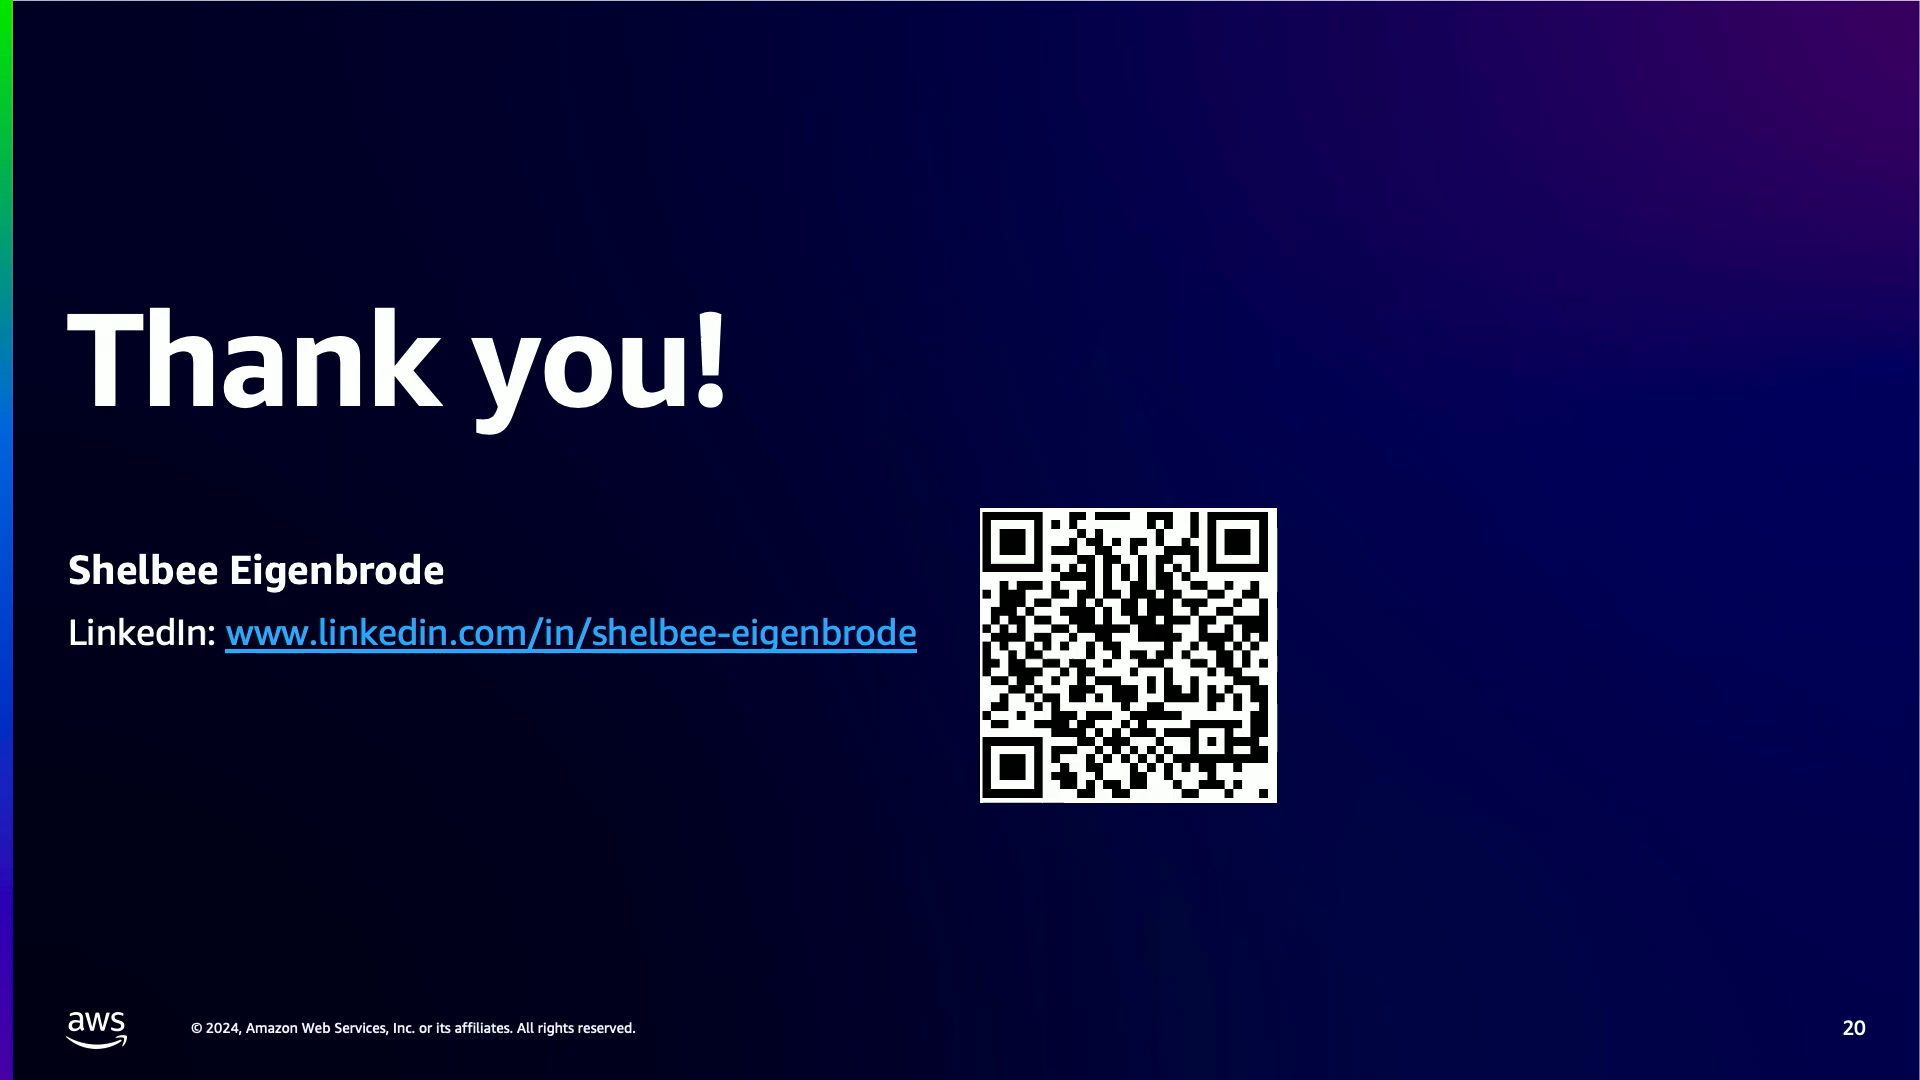 Thank you!
Shelbee Eigenbrode
LinkedIn: www.linkedin.com/in/shelbee-eigenbrode
aws
© 2024, Amazon Web Services, Inc. or its affiliates. All rights reserved.
20